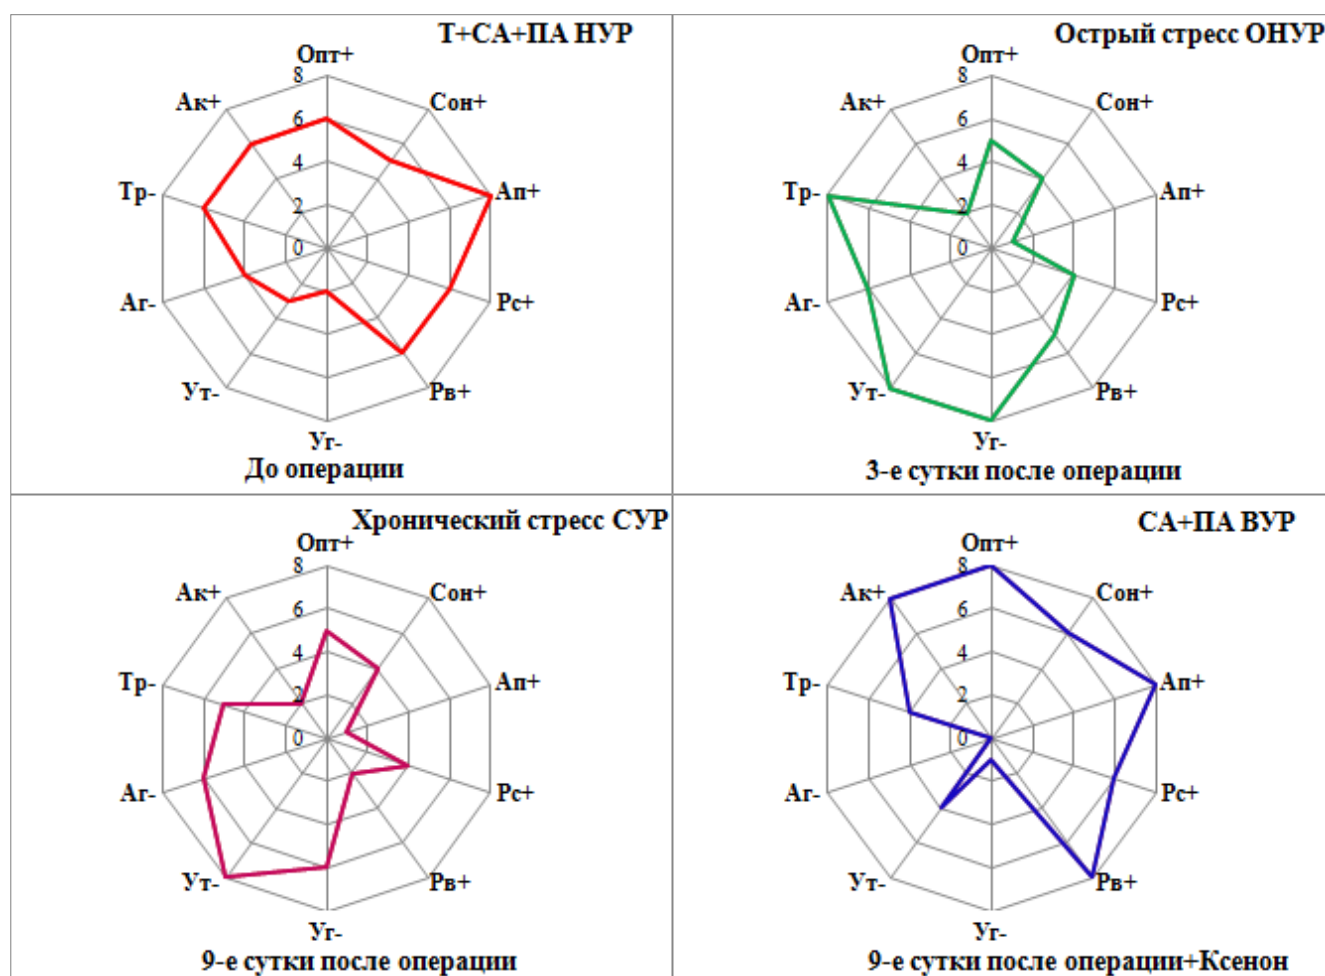 Т+СА+ПА НУР
Опт+
8
Ак+
Сон+
6
4
Тр-
Ап+
2
0
Аг-
Рс+
Ут-
Рв+
Уг-
До операции
Острый стресс ОНУР
Опт+
8
Ак+
Сон+
6
4
Тр-
Ап+
2
0
Аг-
Рс+
Ут-
Рв+
Уг-
3-е сутки после операции
Хронический стресс СУР
Опт+
8
Ак+
Сон+
6
4
Тр-
Ап+
2
0
Аг-
Рс+
Ут-
Рв+
Уг-
9-е сутки после операции
СА+ПА ВУР
Опт+
8
Ак+
Сон+
6
4
Тр-
Ап+
2
0
Аг-
Рс+
Ут-
Рв+
Уг-
9-е сутки после операции+Ксенон